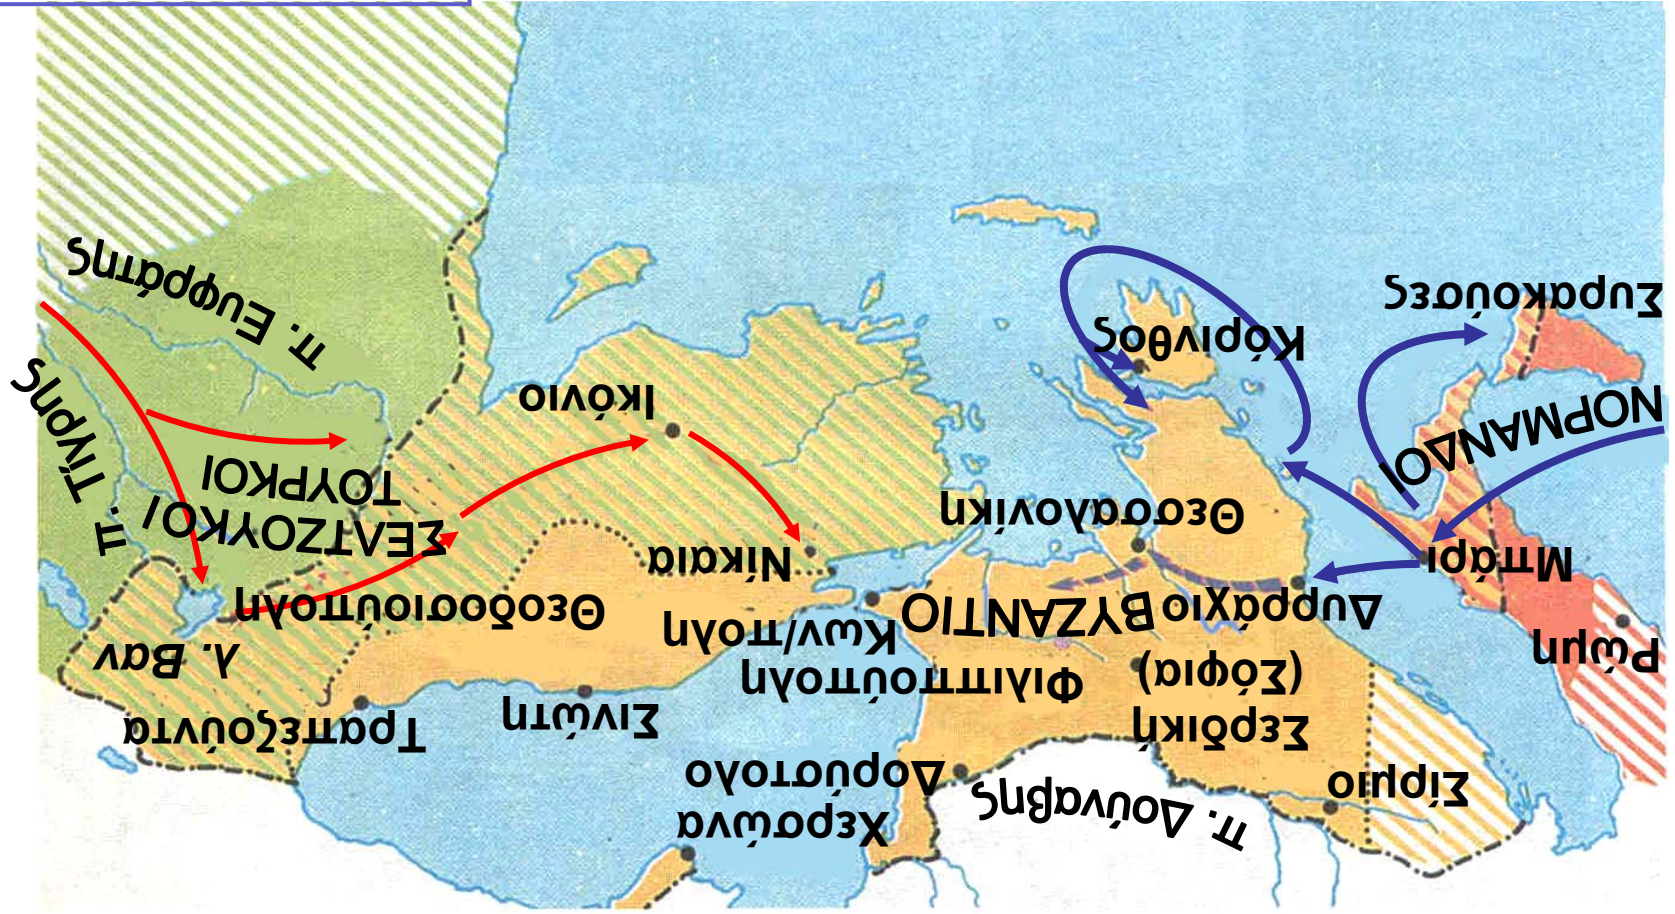 Χερσώνα
π. Δούναβης
Δορύστολο
Σίρμιο
Τραπεζούντα
Σινώπη
Σερδική
(Σόφια)
Φιλιππούπολη
Ρώμη
λ. Βαν
Κων/πολη
ΒΥΖΑΝΤΙΟ
Δυρράχιο
Θεοδοσιούπολη
Μπάρι
Νίκαια
Θεσσαλονίκη
ΣΕΛΤΖΟΥΚΟΙ
ΤΟΥΡΚΟΙ
π. Τίγρης
ΝΟΡΜΑΝΔΟΙ
Ικόνιο
Κόρινθος
π. Ευφράτης
Συρακούσες